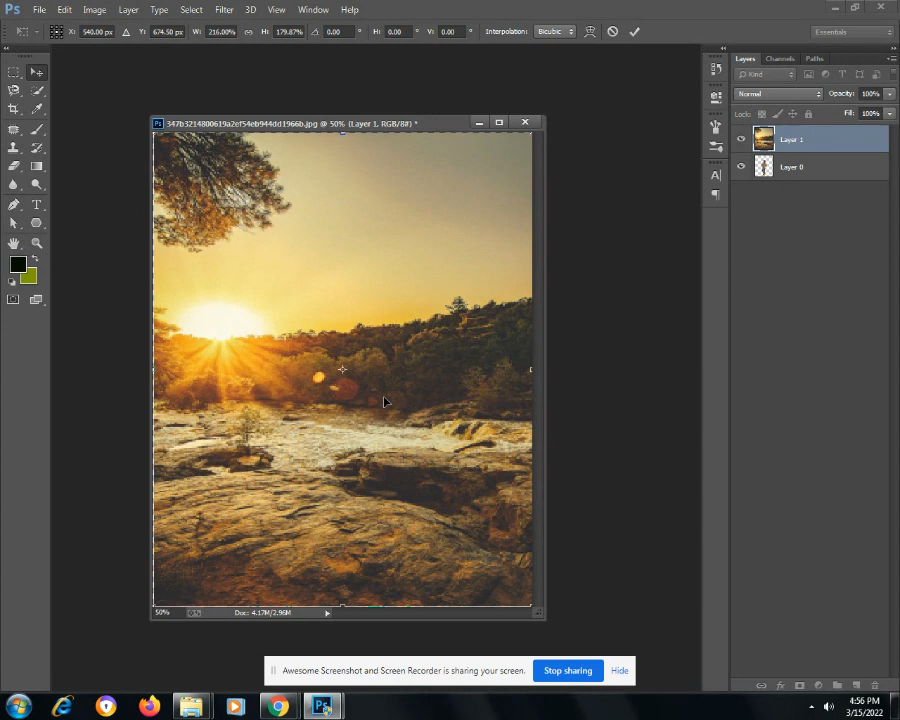 Ps File Edit Image Layer Type Select Filter 3D View Window Help
X: 540.00 px Y: 674.50 px W: 216.00% H: 179.87% 0.00 ° H: 0.00 ° V: 0.00 ° Interpolation: Bicubic Essentials
Layers Channels Paths
Kind
Normal Opacity: 100%
Lock: Fill: 100%
Ps 347b3214800619a2ef54eb944dd1966b.jpg @ 50% (Layer 1, RGB/8#) *
Layer 1
Layer 0
T
A
¶
50% Doc: 4.17M/2.96M
Awesome Screenshot and Screen Recorder is sharing your screen. Stop sharing Hide
Ps
4:56 PM
3/15/2022